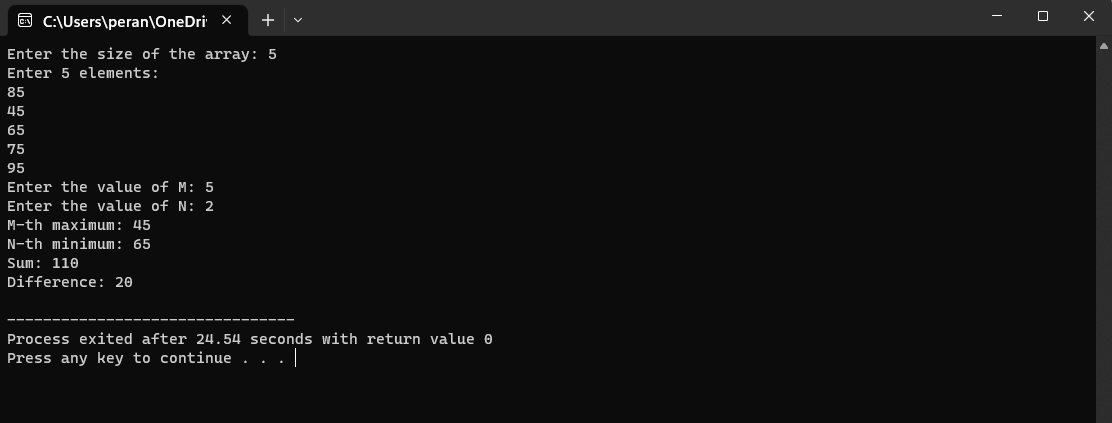 C:\Users\peran\OneDri
Enter the size of the array: 5
Enter 5 elements:
85
45
65
75
95
Enter the value of M: 5
Enter the value of N: 2
M-th maximum: 45
N-th minimum: 65
Sum: 110
Difference: 20
--------------------------------
Process exited after 24.54 seconds with return value 0
Press any key to continue . . .